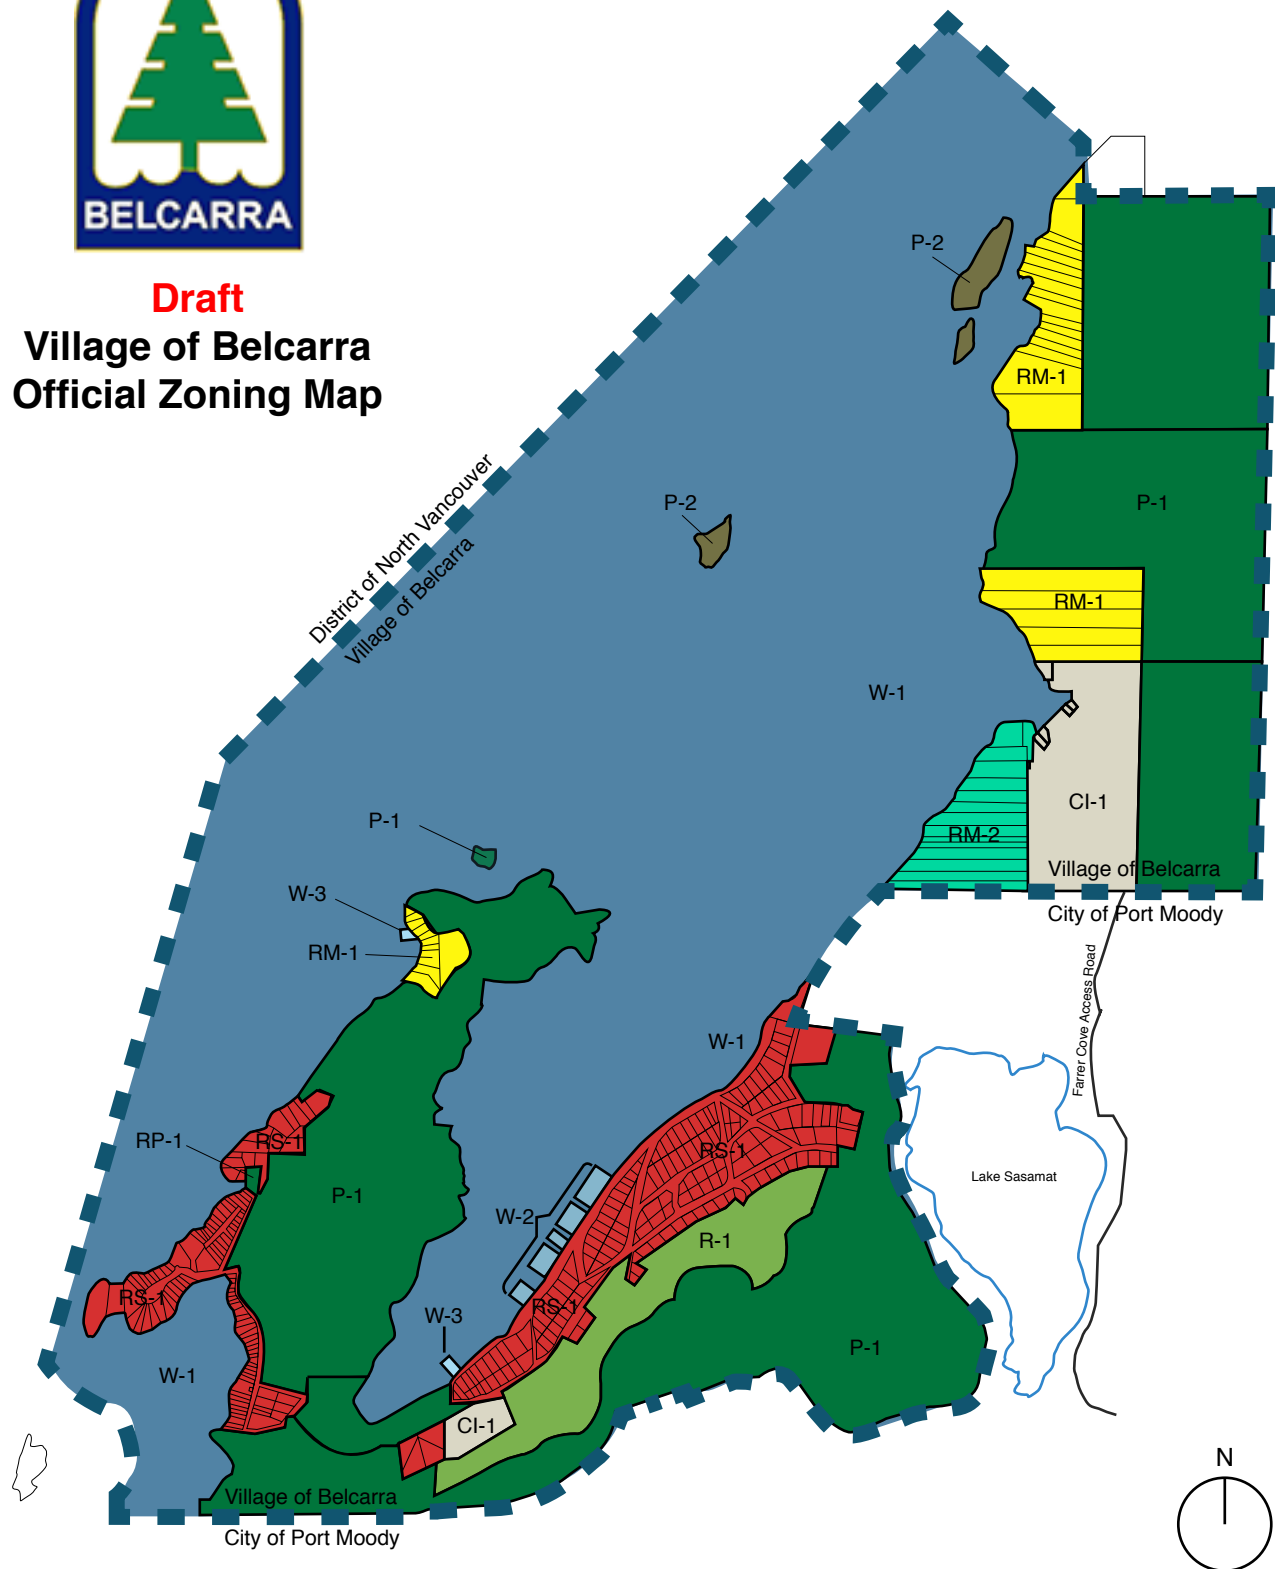 BELCARRA
Draft
Village of Belcarra
Official Zoning Map
P-2
RM-1
District of North Vancouver
Village of Belcarra
P-2
P-1
RM-1
W-1
CI-1
P-1
RM-2
Village of Belcarra
W-3
City of Port Moody
RM-1
Farrer Cove Access Road
W-1
RP-1
RS-1
RS-1
Lake Sasamat
P-1
W-2
R-1
RS-1
RS-1
W-3
P-1
W-1
CI-1
N
Village of Belcarra
City of Port Moody